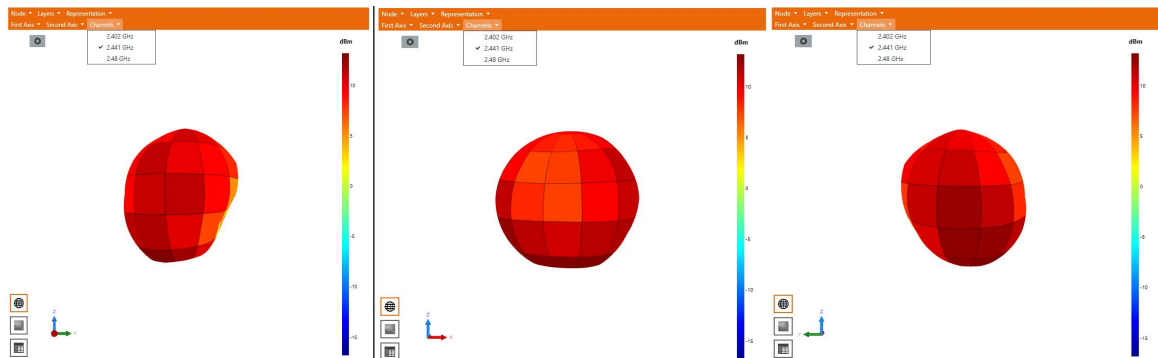 Node Layers Representation
First Axis Second Axis Channels
2.402 GHz
2.441 GHz
2.48 GHz
dBm
10
5
0
-5
-10
-15
Z
Y
Node Layers Representation
First Axis Second Axis Channels
2.402 GHz
2.441 GHz
2.48 GHz
dBm
10
5
0
-5
-10
-15
Z
X
Node Layers Representation
First Axis Second Axis Channels
2.402 GHz
2.441 GHz
2.48 GHz
dBm
10
5
0
-5
-10
-15
Z
Y